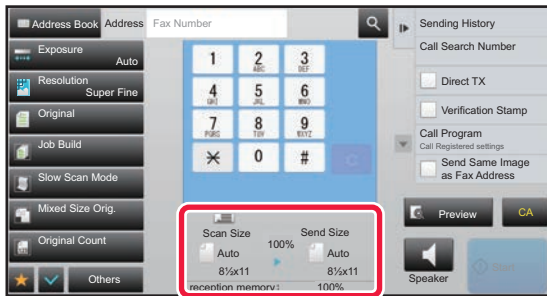 Address Book
Address
Fax Number
Sending History
Call Search Number
Direct TX
Verification Stamp
Call Program
Call Registered settings
Send Same Image
as Fax Address
Exposure
Auto
Resolution
Super Fine
Original
Job Build
Slow Scan Mode
Mixed Size Orig.
Original Count
Others
1
2
ABC
3
DEF
4
GHI
5
JKL
6
MNO
7
PQRS
8
TUV
9
WXYZ
0
#
C
Scan Size
Auto
8½x11
100%
Send Size
Auto
8½x11
reception memory: 100%
Preview
CA
Speaker
Start